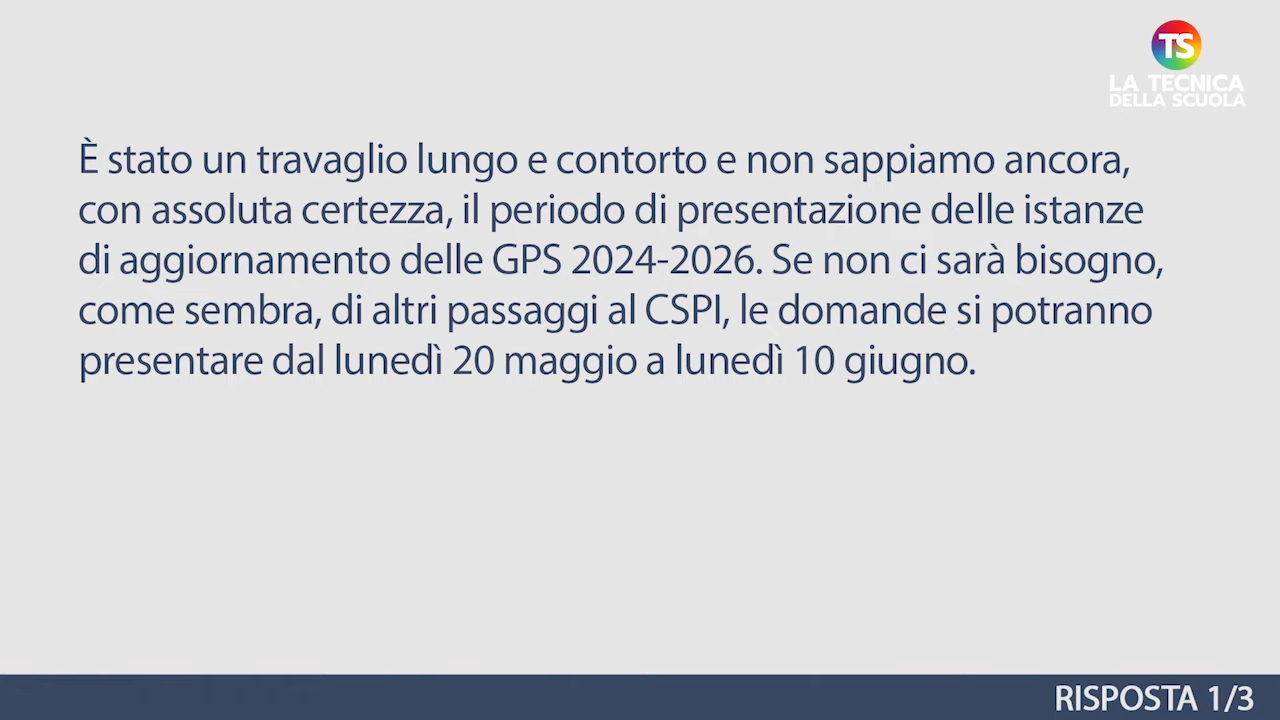 TS
LA TECNICA
DELLA SCUOLA
È stato un travaglio lungo e contorto e non sappiamo ancora,
con assoluta certezza, il periodo di presentazione delle istanze
di aggiornamento delle GPS 2024-2026. Se non ci sarà bisogno,
come sembra, di altri passaggi al CSPI, le domande si potranno
presentare dal lunedì 20 maggio a lunedì 10 giugno.
RISPOSTA 1/3